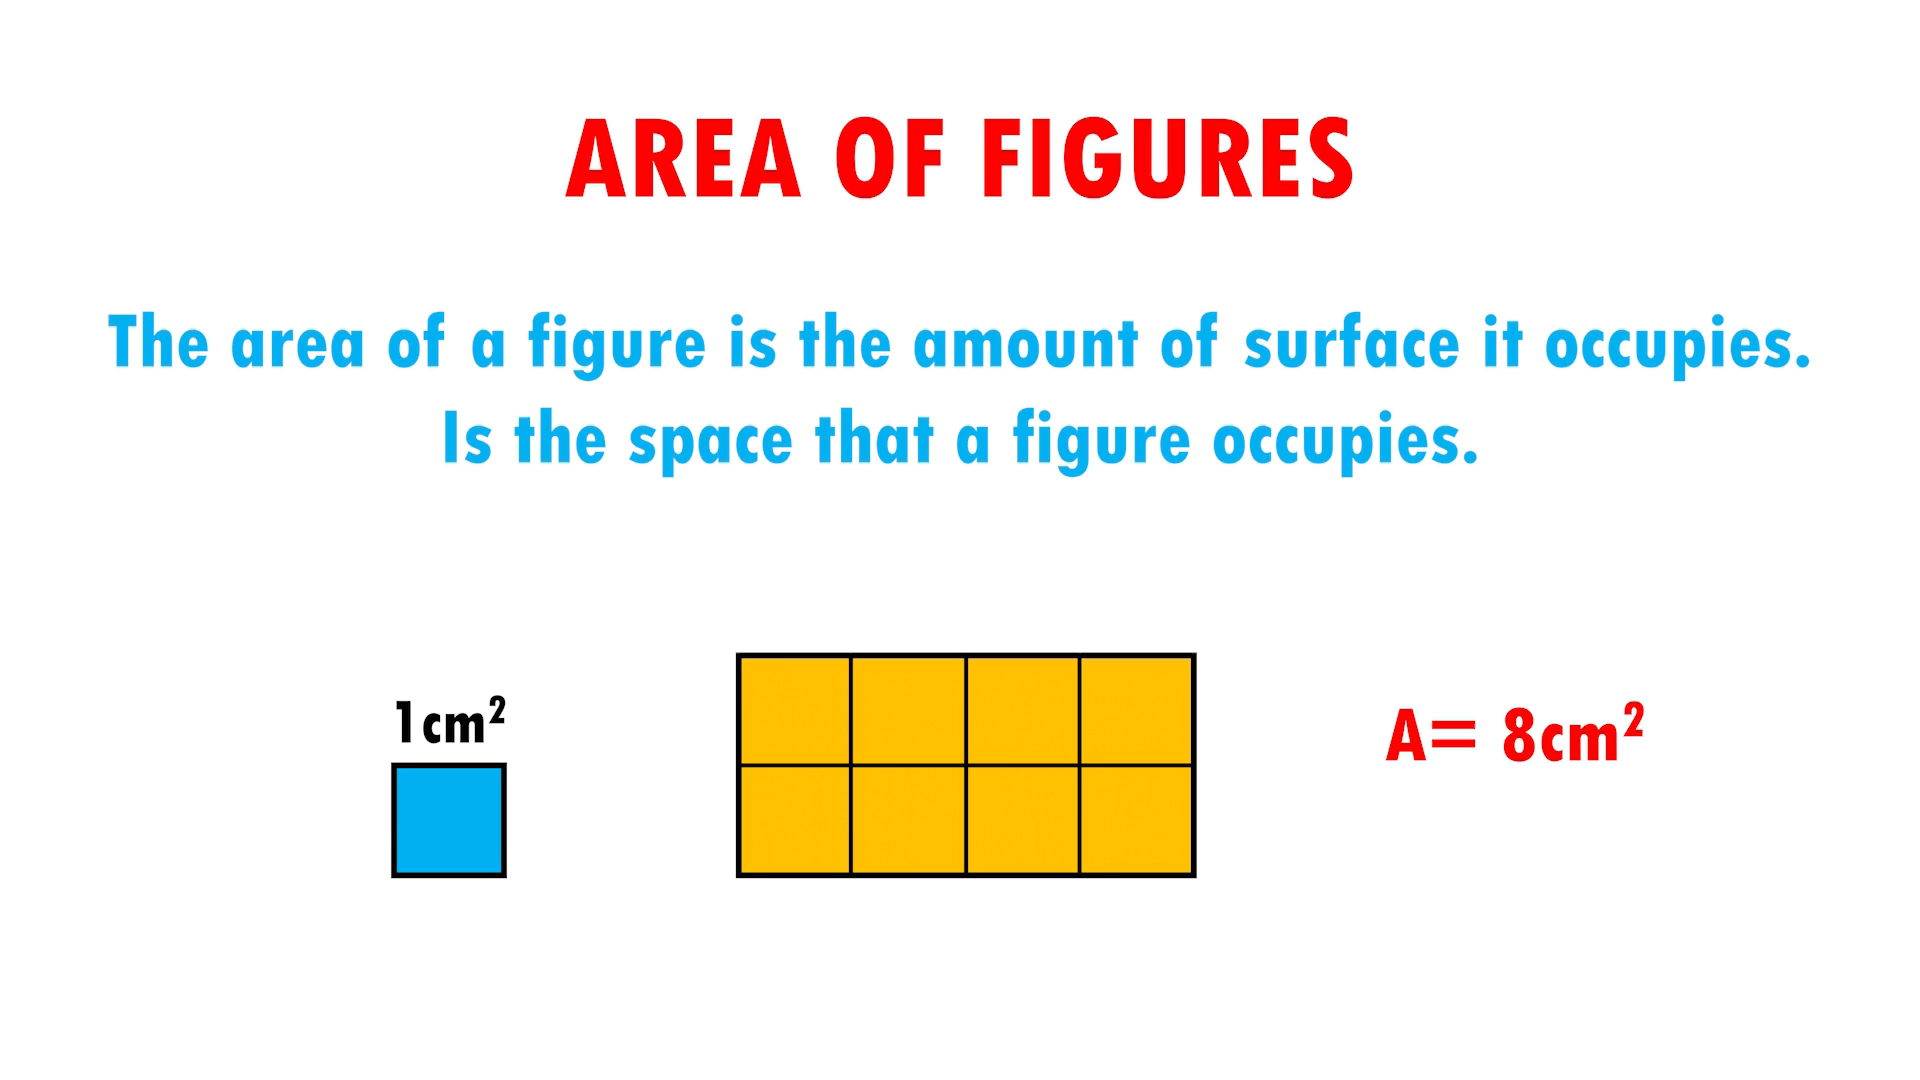 AREA OF FIGURES
The area of a figure is the amount of surface it occupies.
Is the space that a figure occupies.
1cm²
A= 8cm²